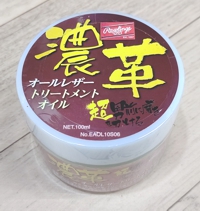 Rawlings
濃革
オールレザー
トリートメント
オイル
超
NET.100ml
No.EAOL10S06